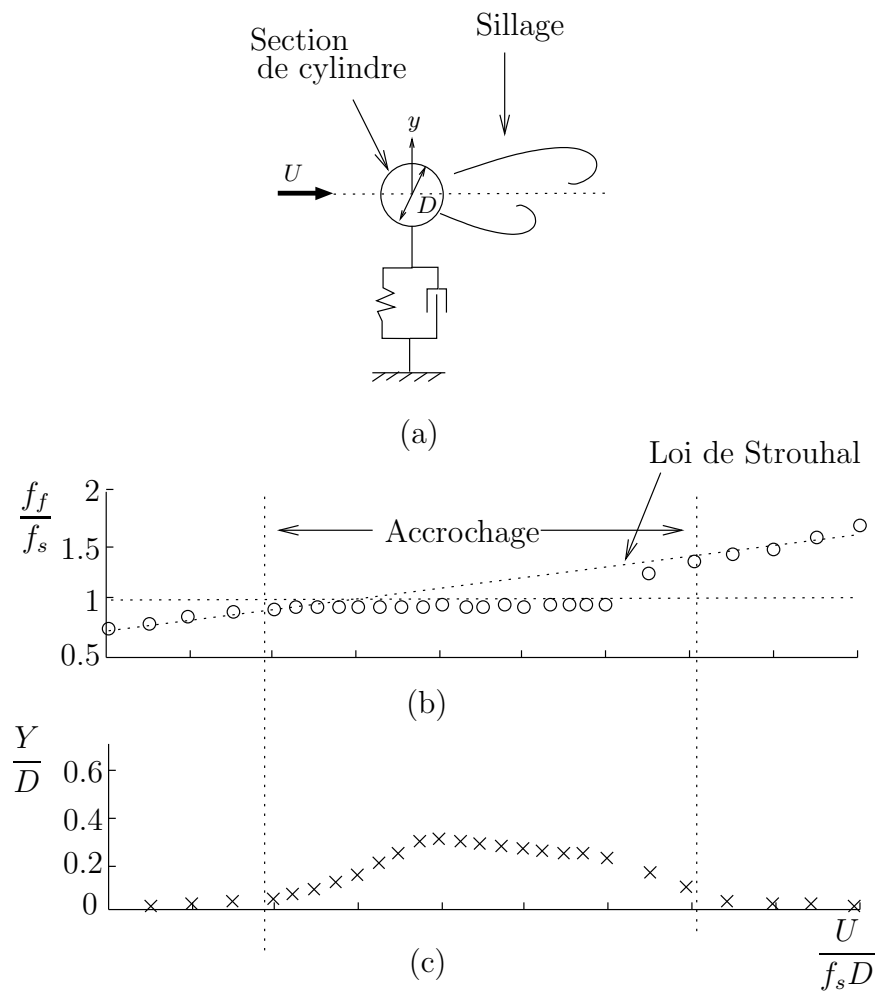 Sillage
Section
de cylindre
y
U
D
(a)
Loi de Strouhal
f_f
f_s
2
1.5
1
0.5
Accrochage
(b)
Y
D
0.6
0.4
0.2
0
(c)
U
f_sD